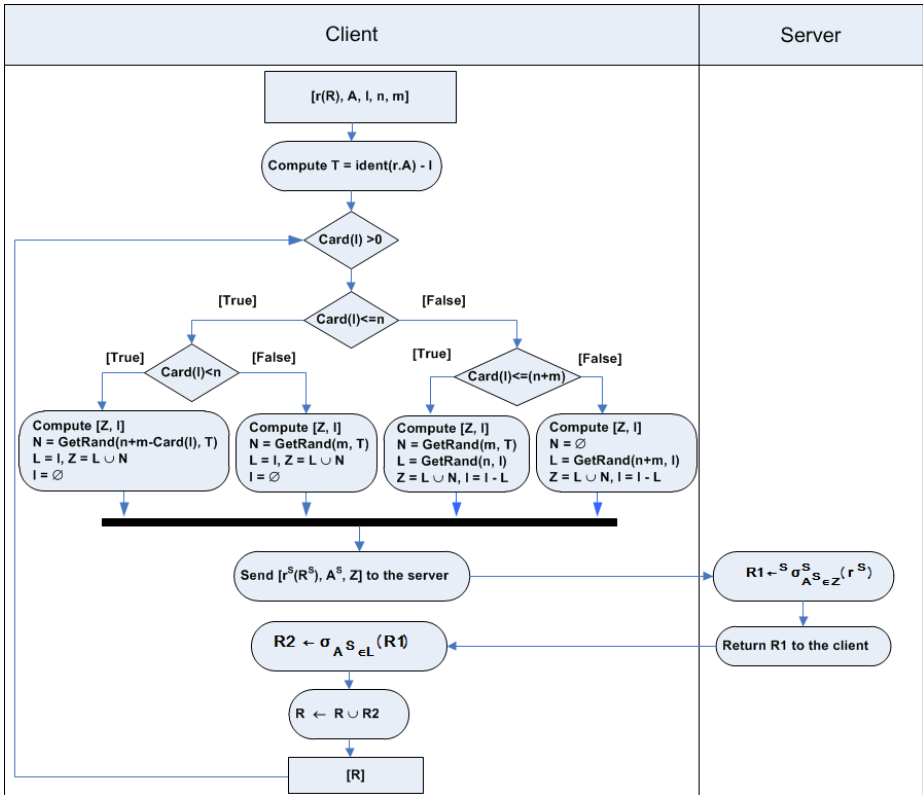 Client
Server
[r(R), A, I, n, m]
Compute T = ident(r.A) - I
Card(I) >0
[True]
[False]
Card(I)<=n
[True]
[False]
[True]
[False]
Card(I)<n
Card(I)<=(n+m)
Compute [Z, I]
N = GetRand(n+m-Card(I), T)
L = I, Z = L ∪ N
I = ∅
Compute [Z, I]
N = GetRand(m, T)
L = I, Z = L ∪ N
I = ∅
Compute [Z, I]
N = GetRand(m, T)
L = GetRand(n, I)
Z = L ∪ N, I = I - L
Compute [Z, I]
N = ∅
L = GetRand(n+m, I)
Z = L ∪ N, I = I - L
Send [r^S(R^S), A^S, Z] to the server
R1 ←^S σ^S_A^S∈Z(r^S)
R2 ← σ_A^S∈L(R1)
Return R1 to the client
R ← R ∪ R2
[R]